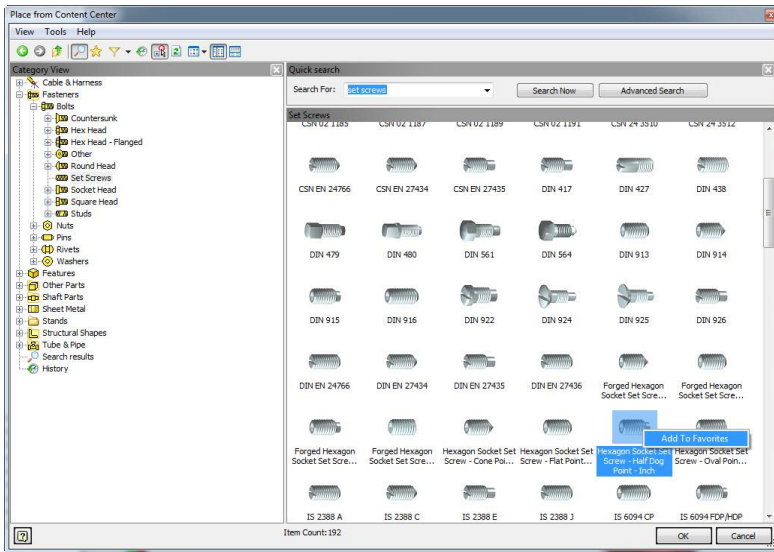 Place from Content Center
View Tools Help
Category View
Cable & Harness
Fasteners
Bolts
Countersunk
Hex Head
Hex Head - Flanged
Other
Round Head
Set Screws
Socket Head
Square Head
Studs
Nuts
Pins
Rivets
Washers
Features
Other Parts
Shaft Parts
Sheet Metal
Stands
Structural Shapes
Tube & Pipe
Search results
History
Quick search
Search For: set screws Search Now Advanced Search
Set Screws
CSN 02 1185 CSN 02 1187 CSN 02 1189 CSN 02 1191 CSN 24 3510 CSN 24 3512
CSN EN 24766 CSN EN 27434 CSN EN 27435 DIN 417 DIN 427 DIN 438
DIN 479 DIN 480 DIN 561 DIN 564 DIN 913 DIN 914
DIN 915 DIN 916 DIN 922 DIN 924 DIN 925 DIN 926
DIN EN 24766 DIN EN 27434 DIN EN 27435 DIN EN 27436 Forged Hexagon Forged Hexagon
Socket Set Scre... Socket Set Scre...
Add To Favorites
Forged Hexagon Forged Hexagon Hexagon Socket Set Hexagon Socket Set Hexagon Socket Set Hexagon Socket Set
Socket Set Scre... Socket Set Scre... Screw - Cone Poi... Screw - Flat Point... Screw - Half Dog Screw - Oval Poin...
Point - Inch
IS 2388 A IS 2388 C IS 2388 E IS 2388 J IS 6094 CP IS 6094 FDP/HDP
Item Count:192
OK Cancel